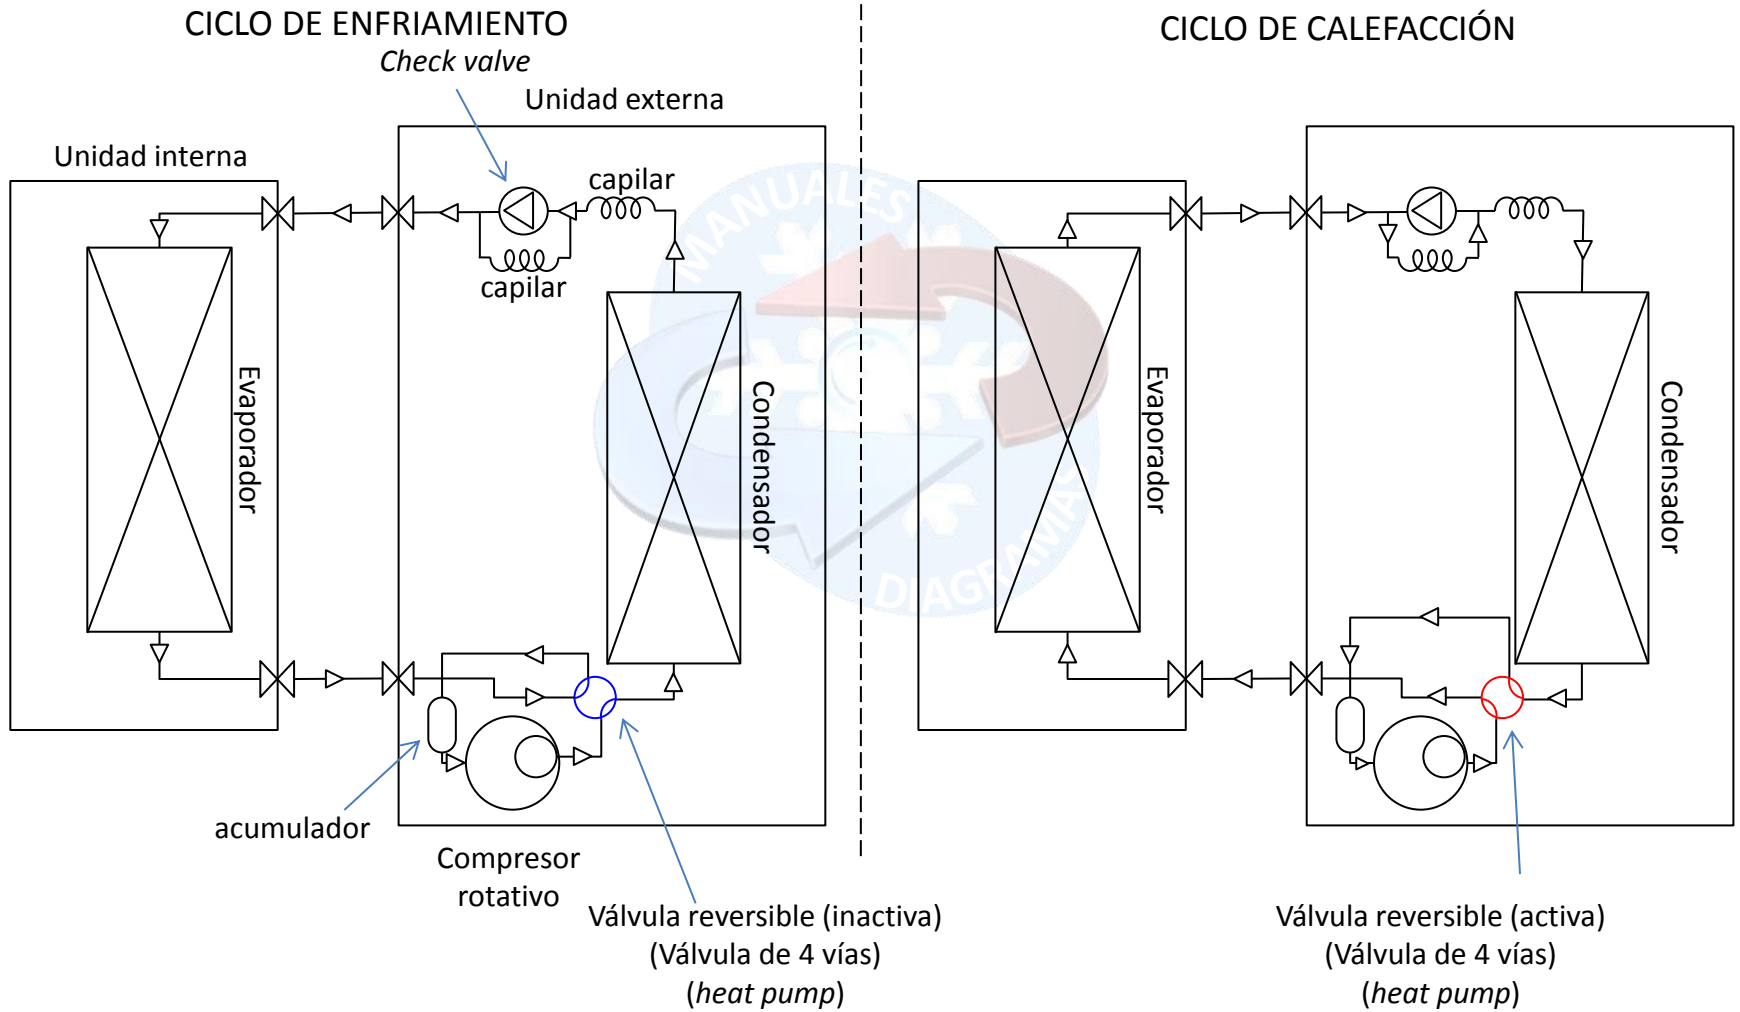 CICLO DE ENFRIAMIENTO
Check valve
Unidad externa
Unidad interna
capilar
capilar
Evaporador
Condensador
acumulador
Compresor
rotativo
Válvula reversible (inactiva)
(Válvula de 4 vías)
(heat pump)
CICLO DE CALEFACCIÓN
Evaporador
Condensador
Válvula reversible (activa)
(Válvula de 4 vías)
(heat pump)
MANUALES
DIAGRAMAS